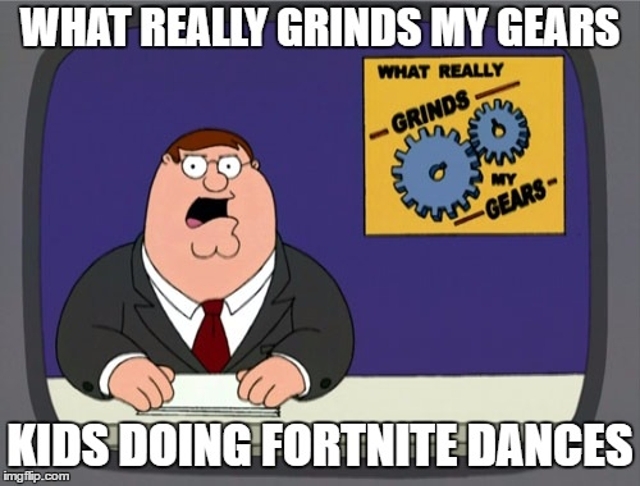 WHAT REALLY GRINDS MY GEARS
WHAT REALLY
GRINDS
MY
GEARS
KIDS DOING FORTNITE DANCES
imgflip.com